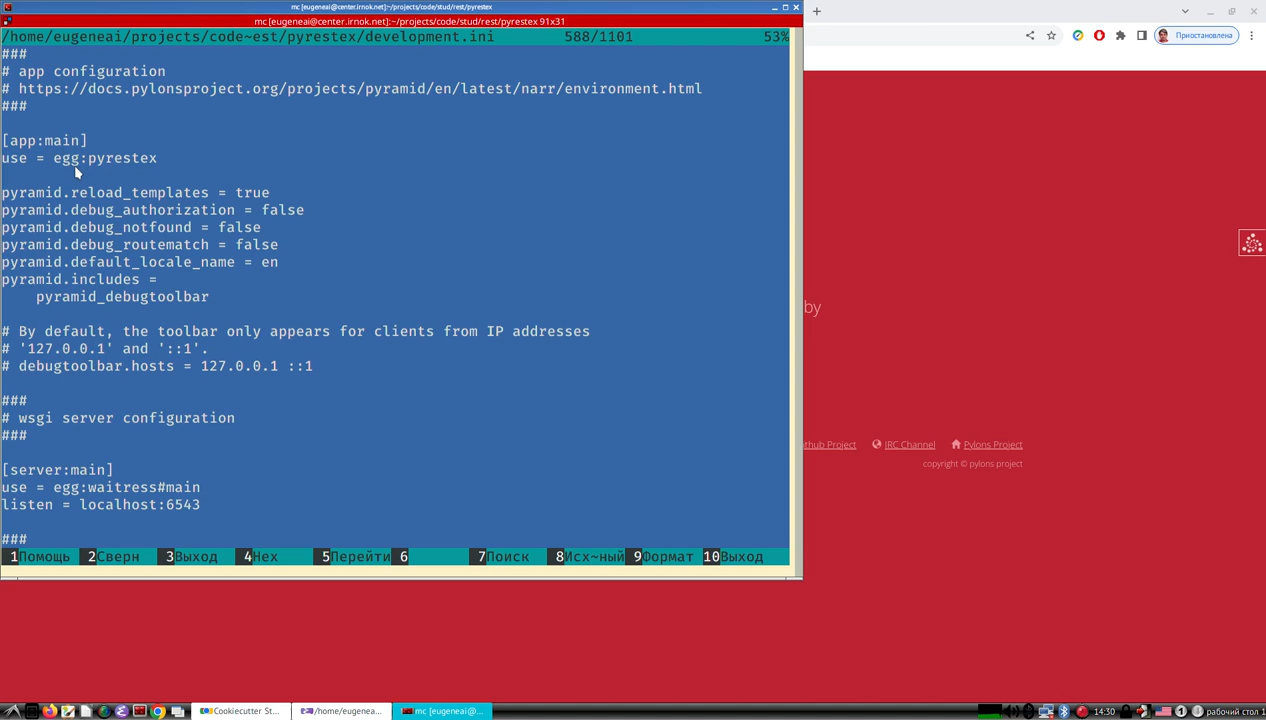 mc [eugeneai@center.irnok.net]:~/projects/code/stud/rest/pyrestex
mc [eugeneai@center.irnok.net]:~/projects/code/stud/rest/pyrestex 91x31
/home/eugeneai/projects/code~est/pyrestex/development.ini 588/1101 53%
###
# app configuration
# https://docs.pylonsproject.org/projects/pyramid/en/latest/narr/environment.html
###
[app:main]
use = egg:pyrestex
pyramid.reload_templates = true
pyramid.debug_authorization = false
pyramid.debug_notfound = false
pyramid.debug_routematch = false
pyramid.default_locale_name = en
pyramid.includes =
    pyramid_debugtoolbar
# By default, the toolbar only appears for clients from IP addresses
# '127.0.0.1' and '::1'.
# debugtoolbar.hosts = 127.0.0.1 ::1
###
# wsgi server configuration
###
[server:main]
use = egg:waitress#main
listen = localhost:6543
###
1Помощь 2Сверн 3Выход 4Hex 5Перейти 6 7Поиск 8Исх~ный 9Формат 10Выход
Приостановлена
by
thub Project IRC Channel Pylons Project
copyright © pylons project
Cookiecutter St... /home/eugenea... mc [eugeneai@... 14:30 1 рабочий стол 1